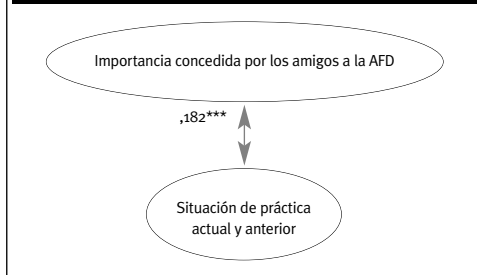 Importancia concedida por los amigos a la AFD
,182***
Situación de práctica
actual y anterior